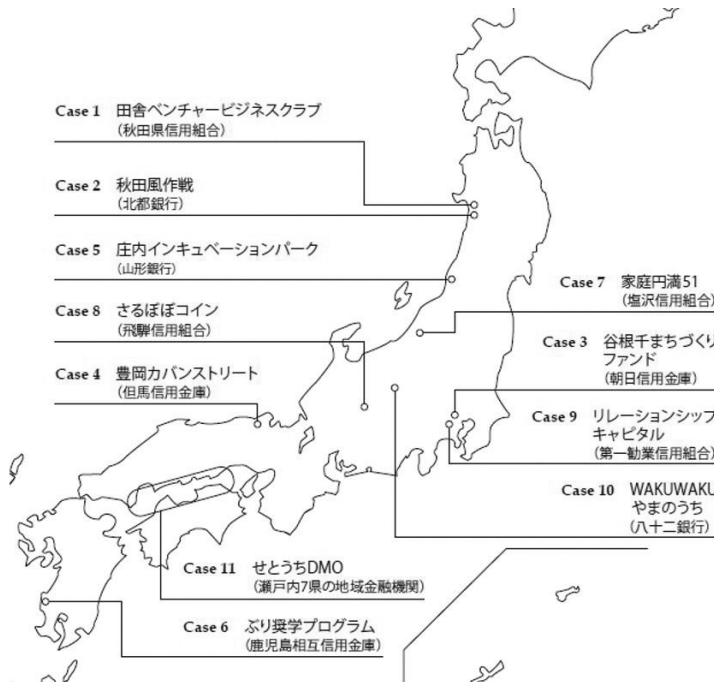 Case 1 田舎ベンチャービジネスクラブ
(秋田県信用組合)
Case 2 秋田風作戦
(北都銀行)
Case 5 庄内インキュベーションパーク
(山形銀行)
Case 8 さるぼぼコイン
(飛騨信用組合)
Case 4 豊岡カバンストリート
(但馬信用金庫)
Case 7 家庭円満51
(塩沢信用組合)
Case 3 谷根千まちづくり
ファンド
(朝日信用金庫)
Case 9 リレーションシップ
キャピタル
(第一勧業信用組合)
Case 10 WAKUWAKU
やまのうち
(八十二銀行)
Case 11 せとうちDMO
(瀬戸内7県の地域金融機関)
Case 6 ぶり奨学プログラム
(鹿児島相互信用金庫)